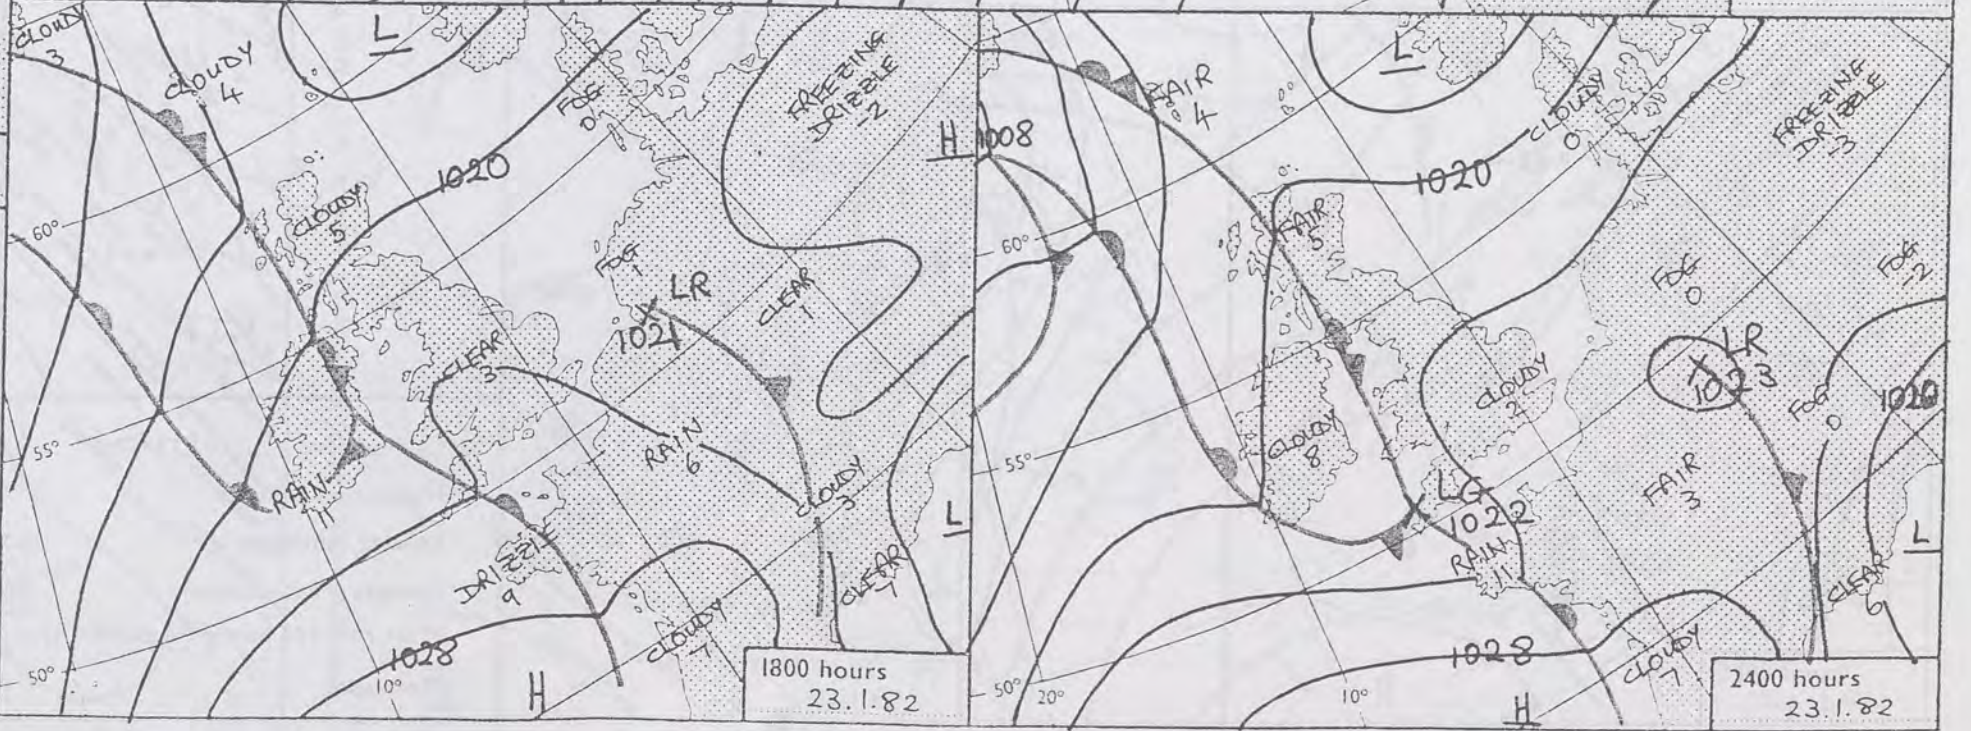 CLOUDY
3
CLOUDY
4
L
FOG
0
FREEZING
DRIZZLE
-2
H
1020
60°
CLOUDY
5
FOG
1
LR
1021
CLEAR
1
CLEAR
3
55°
RAIN
11
RAIN
6
CLOUDY
3
L
DRIZZLE
9
CLEAR
7
CLOUDY
7
1028
50°
10°
H
1800 hours
23.1.82
FAIR
4
L
CLOUDY
0
FREEZING
DRIZZLE
-3
1008
1020
60°
FAIR
5
FOG
0
FOG
-2
LR
1023
CLOUDY
2
FOG
0
1020
55°
CLOUDY
8
LG
1022
FAIR
3
RAIN
11
L
CLEAR
6
1028
CLOUDY
7
50°
20°
10°
H
2400 hours
23.1.82